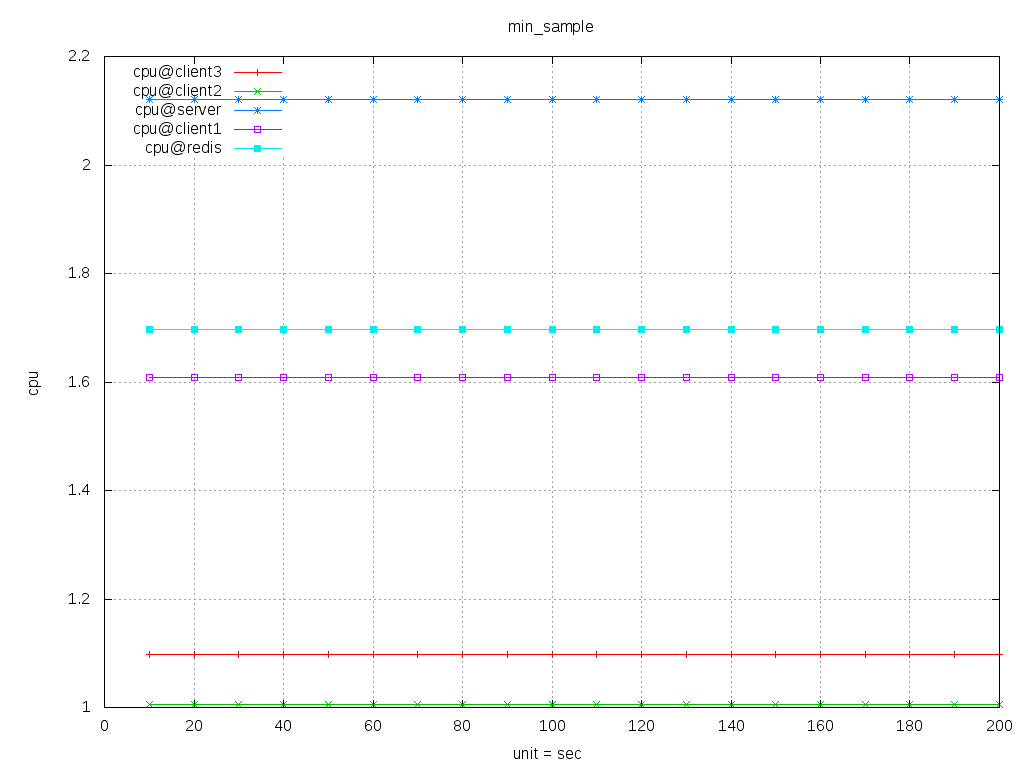 min_sample
2.2
cpu@client3
cpu@client2
cpu@server
cpu@client1
cpu@redis
2
1.8
1.6
cpu
1.4
1.2
1
0 20 40 60 80 100 120 140 160 180 200
unit = sec